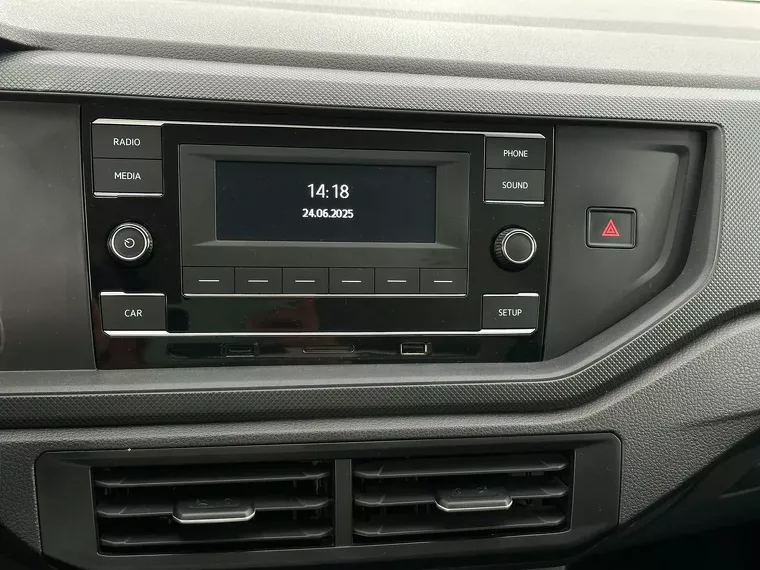 RADIO
MEDIA
14:18
24.06.2025
PHONE
SOUND
CAR
SETUP